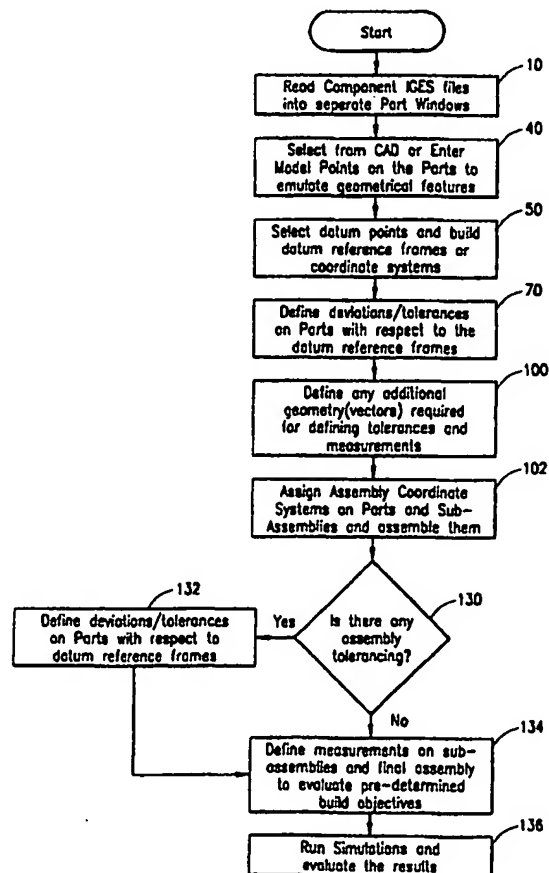 Start
10
Read Component IGES files
into seperate Part Windows
40
Select from CAD or Enter
Model Points on the Parts to
emulate geometrical features
50
Select datum points and build
datum reference frames or
coordinate systems
70
Define deviations/tolerances
on Parts with respect to the
datum reference frames
100
Define any additional
geometry(vectors) required
for defining tolerances and
measurements
102
Assign Assembly Coordinate
Systems on Parts and Sub-
Assemblies and assemble them
130
Is there any
assembly
tolerancing?
Yes
132
Define deviations/tolerances
on Parts with respect to
datum reference frames
No
134
Define measurements on sub-
assemblies and final assembly
to evaluate pre-determined
build objectives
136
Run Simulations and
evaluate the results